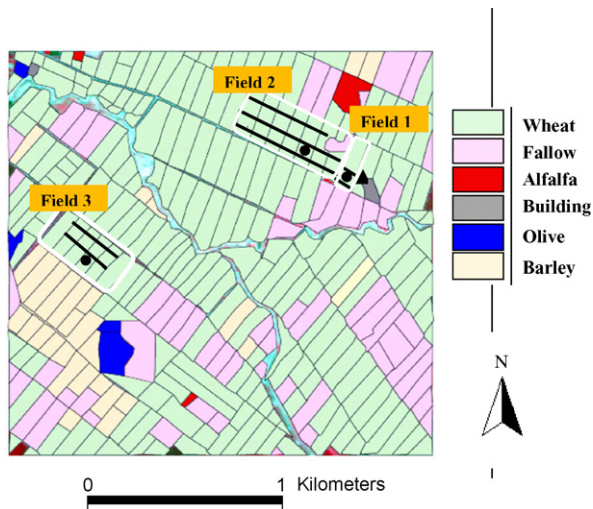 Field 2
Field 1
Field 3
Wheat
Fallow
Alfalfa
Building
Olive
Barley
N
0 1 Kilometers